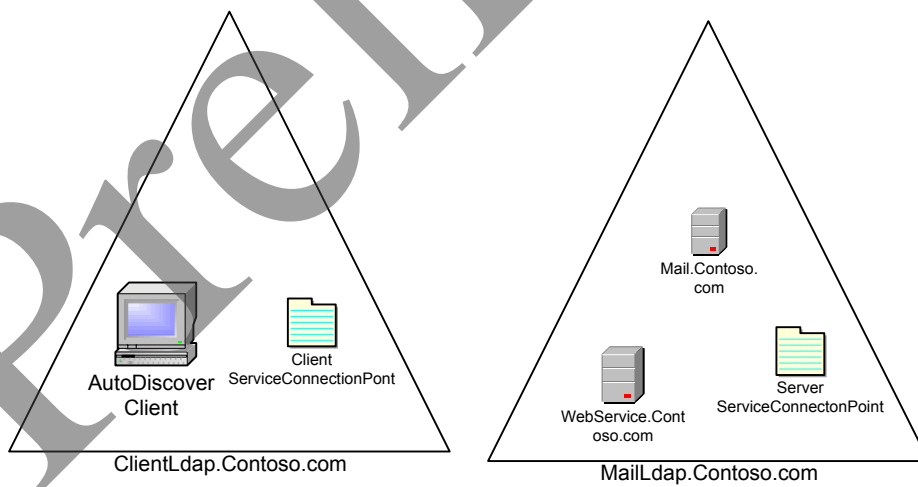 AutoDiscover
Client
Client
ServiceConnectionPont
ClientLdap.Contoso.com
Mail.Contoso.
com
WebService.Cont
oso.com
Server
ServiceConnectonPoint
MailLdap.Contoso.com